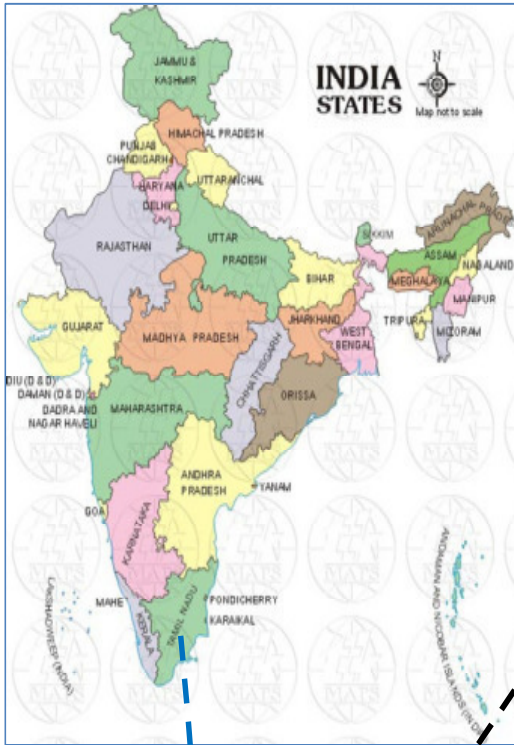 INDIA
STATES
N
Map not to scale
JAMMU &
KASHMIR
HIMACHAL PRADESH
PUNJAB
CHANDIGARH
UTTARANCHAL
HARYANA
DELHI
RAJASTHAN
UTTAR
PRADESH
SIKKIM
ARUNACHAL PRADESH
ASSAM
NAGALAND
MEGHALAYA
MANIPUR
BIHAR
TRIPURA
MIZORAM
GUJARAT
MADHYA PRADESH
JHARKHAND
WEST
BENGAL
CHHATTISGARH
ORISSA
DIU (D & D)
DAMAN (D & D)
DADRA AND
NAGAR HAVELI
MAHARASHTRA
ANDHRA
PRADESH
YANAM
GOA
KARNATAKA
MAHE
KERALA
TAMIL NADU
PONDICHERRY
KARAIKAL
LAKSHADWEEP (INDIA)
ANDAMAN AND NICOBAR ISLANDS
MAPS